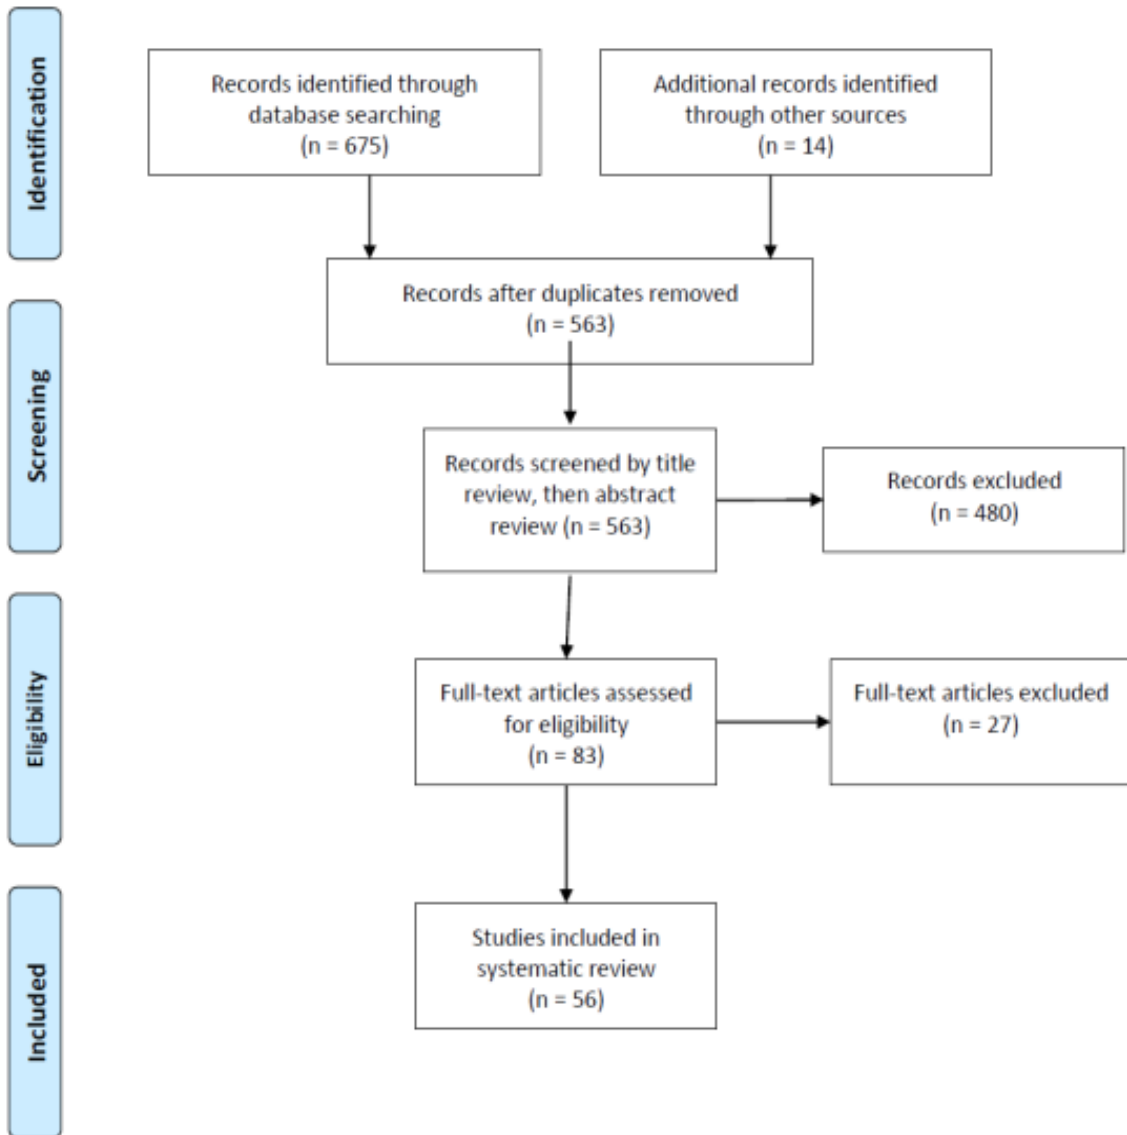 Identification
Records identified through
database searching
(n = 675)
Additional records identified
through other sources
(n = 14)
Records after duplicates removed
(n = 563)
Screening
Records screened by title
review, then abstract
review (n = 563)
Records excluded
(n = 480)
Eligibility
Full-text articles assessed
for eligibility
(n = 83)
Full-text articles excluded
(n = 27)
Included
Studies included in
systematic review
(n = 56)